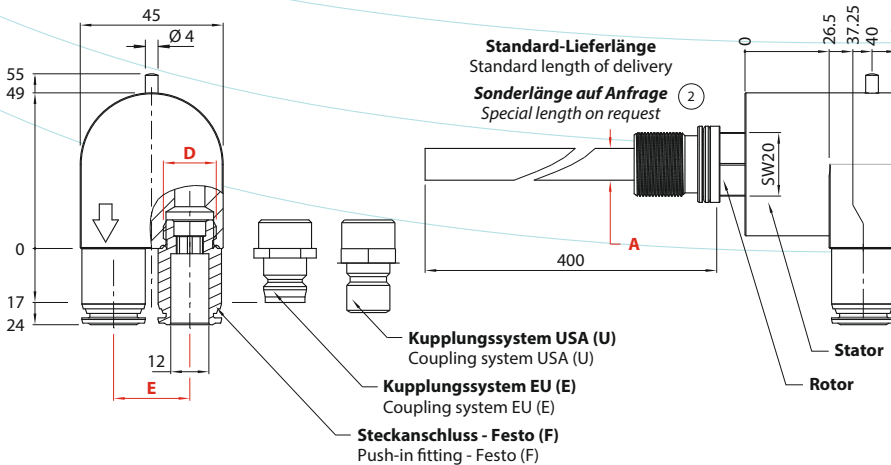 45
Ø 4
55
49
D
0
17
24
12
E
Standard-Lieferlänge
Standard length of delivery
Sonderlänge auf Anfrage 2
Special length on request
A
400
0
26.5
37.25
40
SW20
Stator
Rotor
Kupplungssystem USA (U)
Coupling system USA (U)
Kupplungssystem EU (E)
Coupling system EU (E)
Steckanschluss - Festo (F)
Push-in fitting - Festo (F)